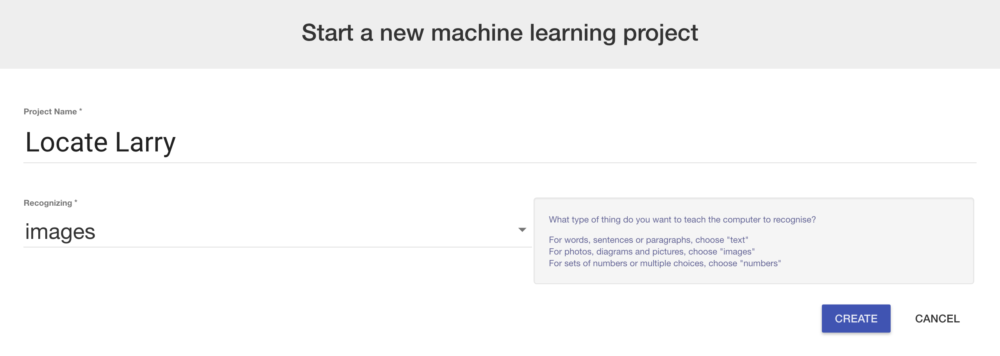 Start a new machine learning project
Project Name *
Locate Larry
Recognizing *
images
What type of thing do you want to teach the computer to recognise?
For words, sentences or paragraphs, choose "text"
For photos, diagrams and pictures, choose "images"
For sets of numbers or multiple choices, choose "numbers"
CREATE CANCEL